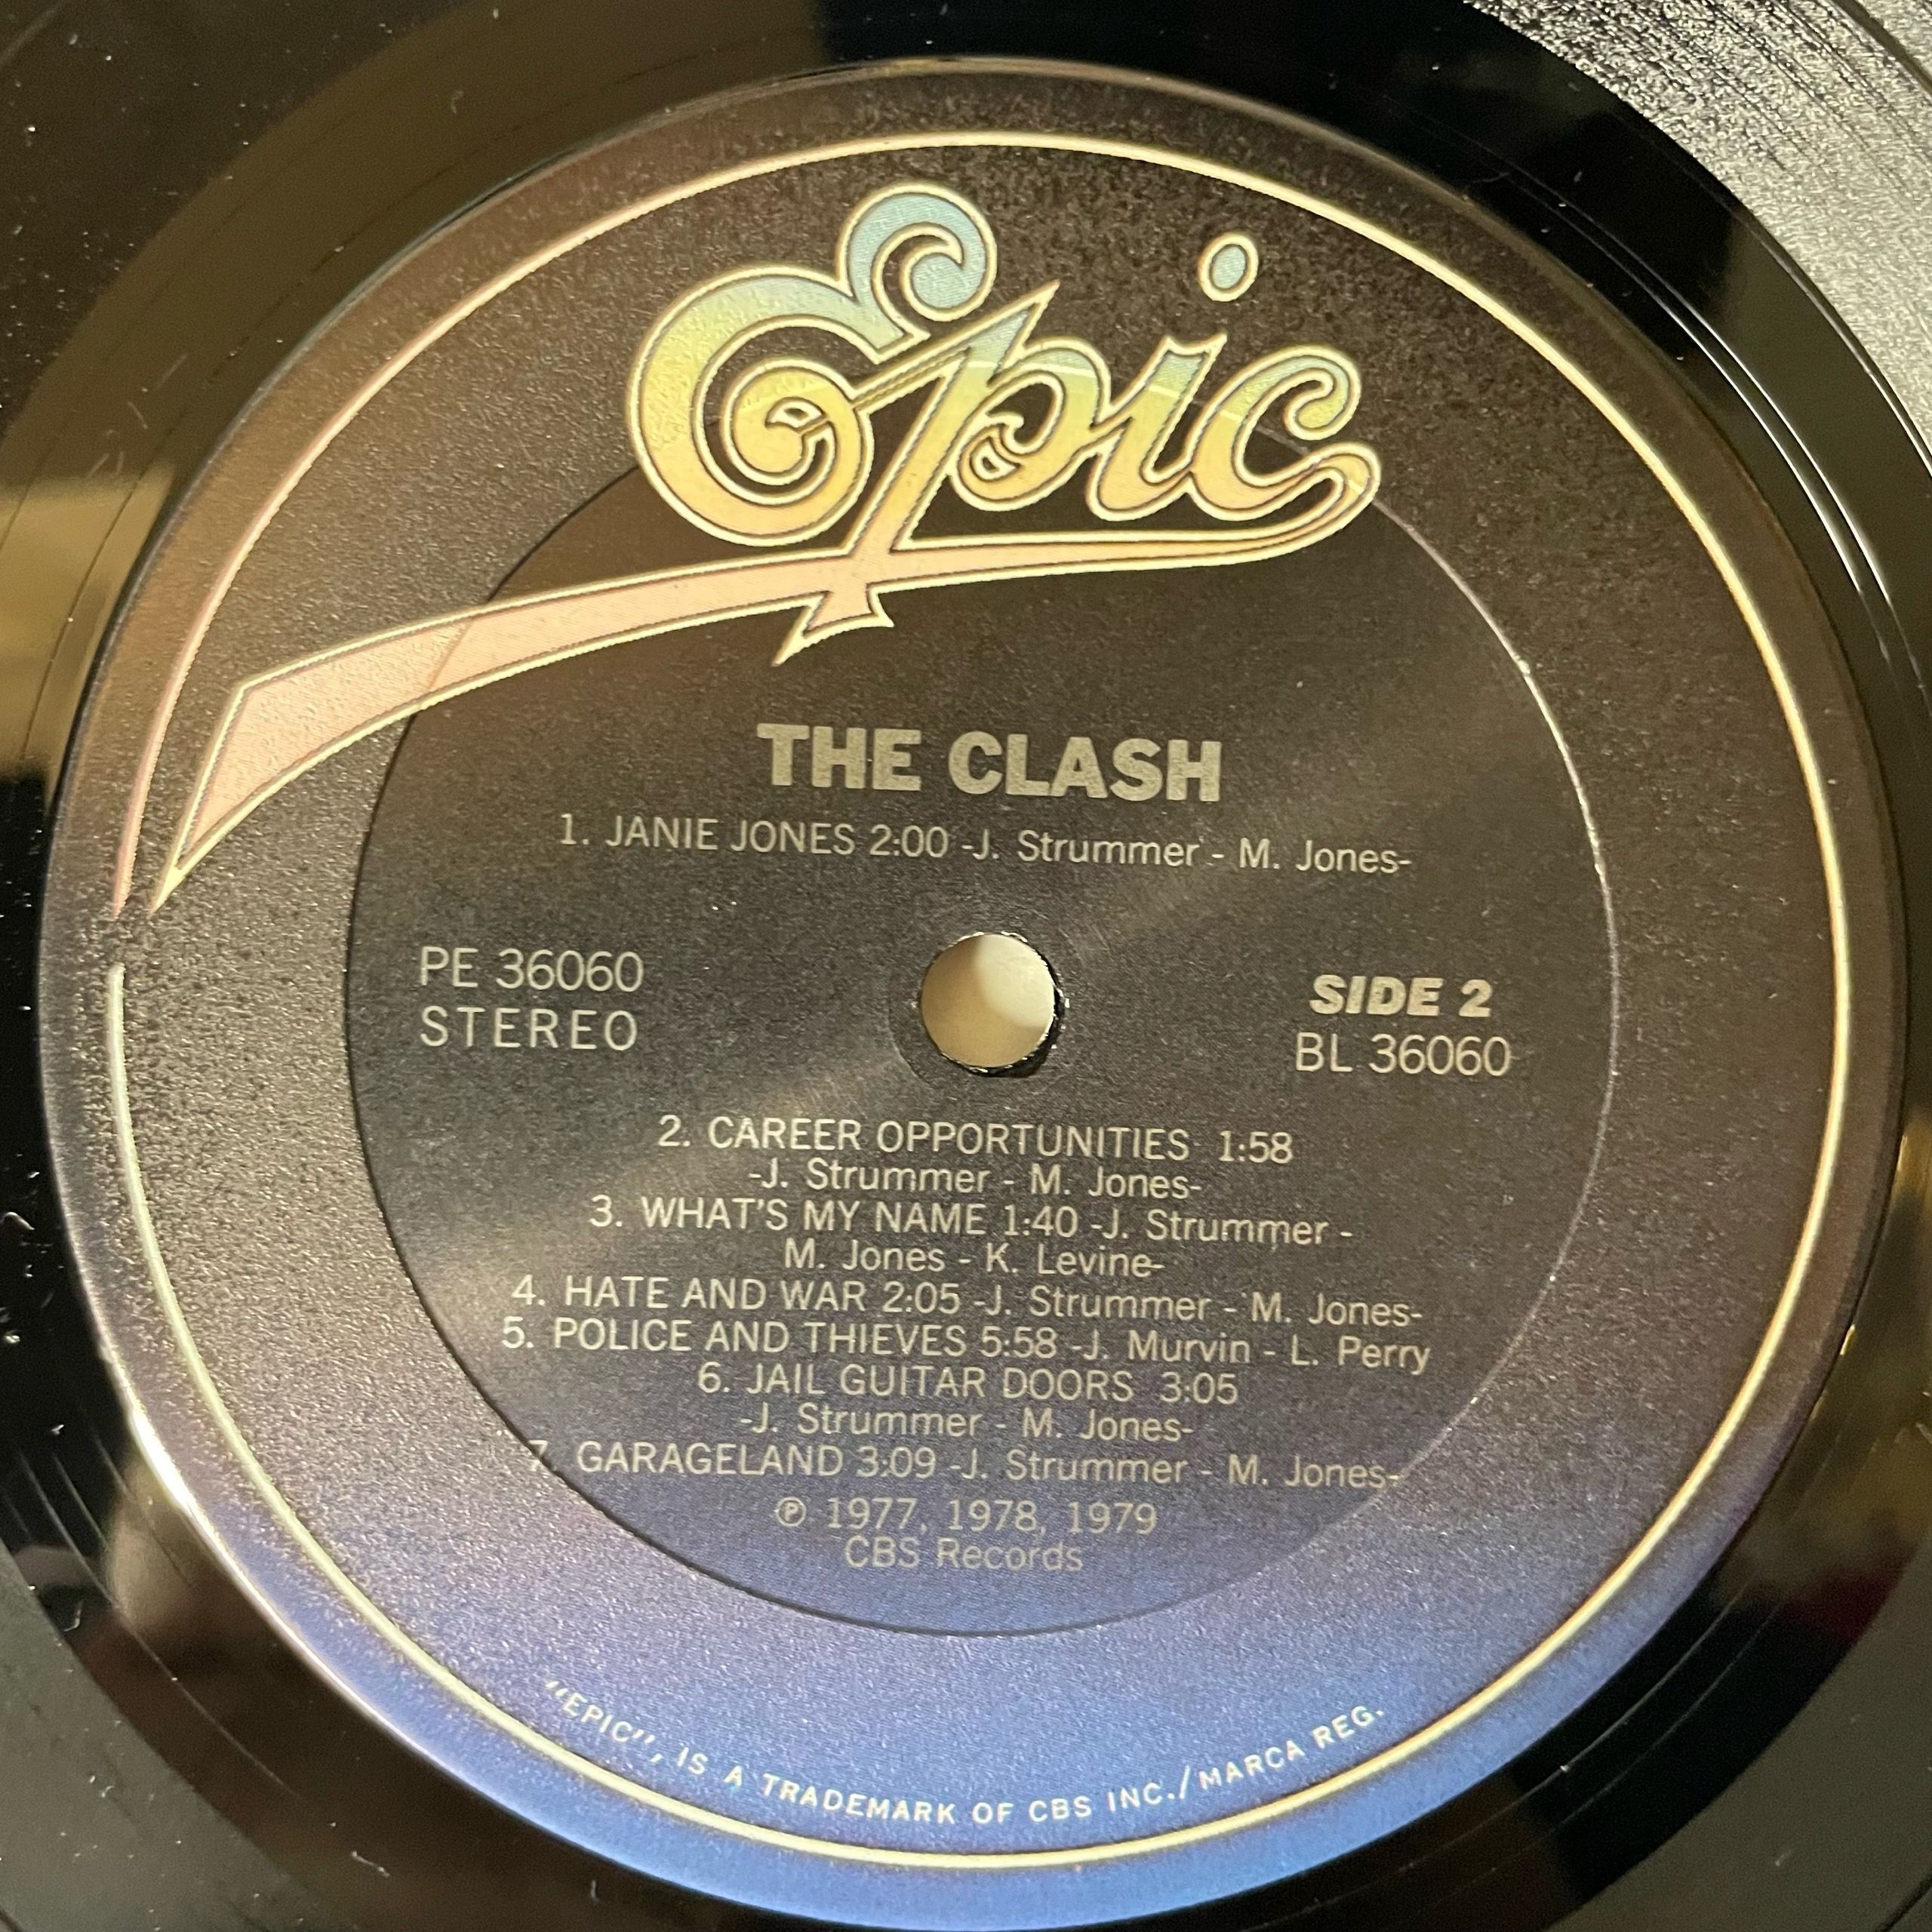 Epic
THE CLASH
1. JANIE JONES 2:00 -J. Strummer - M. Jones-
PE 36060
STEREO
SIDE 2
BL 36060
2. CAREER OPPORTUNITIES 1:58
-J. Strummer - M. Jones-
3. WHAT'S MY NAME 1:40 -J. Strummer -
M. Jones - K. Levine-
4. HATE AND WAR 2:05 -J. Strummer - M. Jones-
5. POLICE AND THIEVES 5:58 -J. Murvin - L. Perry
6. JAIL GUITAR DOORS 3:05
-J. Strummer - M. Jones-
7. GARAGELAND 3:09 -J. Strummer - M. Jones-
℗ 1977, 1978, 1979
CBS Records
"EPIC", IS A TRADEMARK OF CBS INC./MARCA REG.